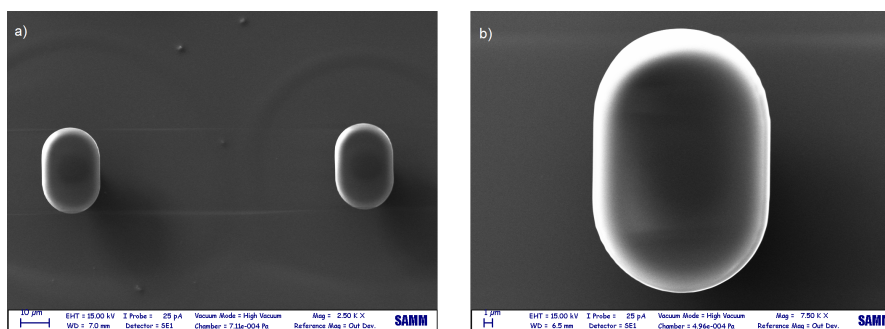 a)
10 µm
EHT = 15.00 kV I Probe = 25 pA Vacuum Mode = High Vacuum Mag = 2.50 K X
WD = 7.0 mm Detector = SE1 Chamber = 7.11e-004 Pa Reference Mag = Out Dev.
SAMM
b)
1 µm
EHT = 15.00 kV I Probe = 25 pA Vacuum Mode = High Vacuum Mag = 7.50 K X
WD = 6.5 mm Detector = SE1 Chamber = 4.96e-004 Pa Reference Mag = Out Dev.
SAM